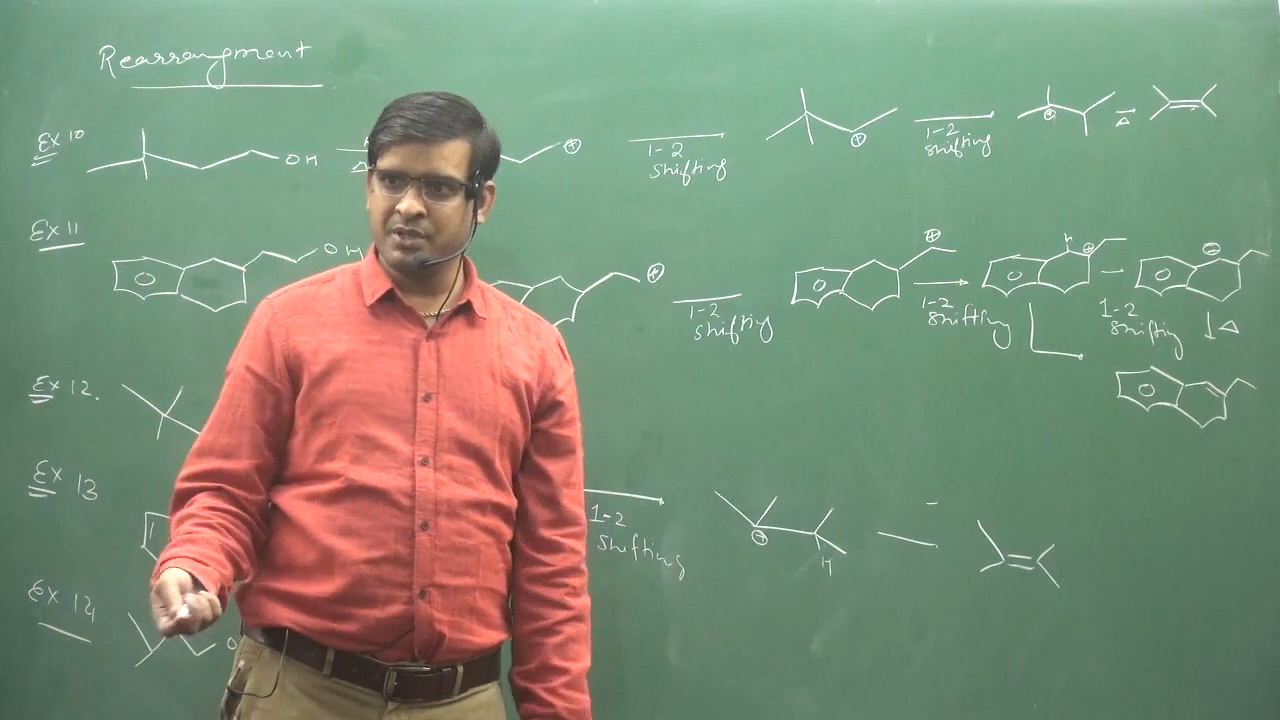 Rearrangment
Ex 10
OH
Δ
⊕
1-2
shifting
⊕
1-2
shifting
⊕
Δ
Ex 11
OH
⊕
1-2
shifting
⊕
1-2
shifting
H
⊕
1-2
shifting
⊕
Δ
Ex 12.
Ex 13
1-2
shifting
⊕
H
Ex 14
O